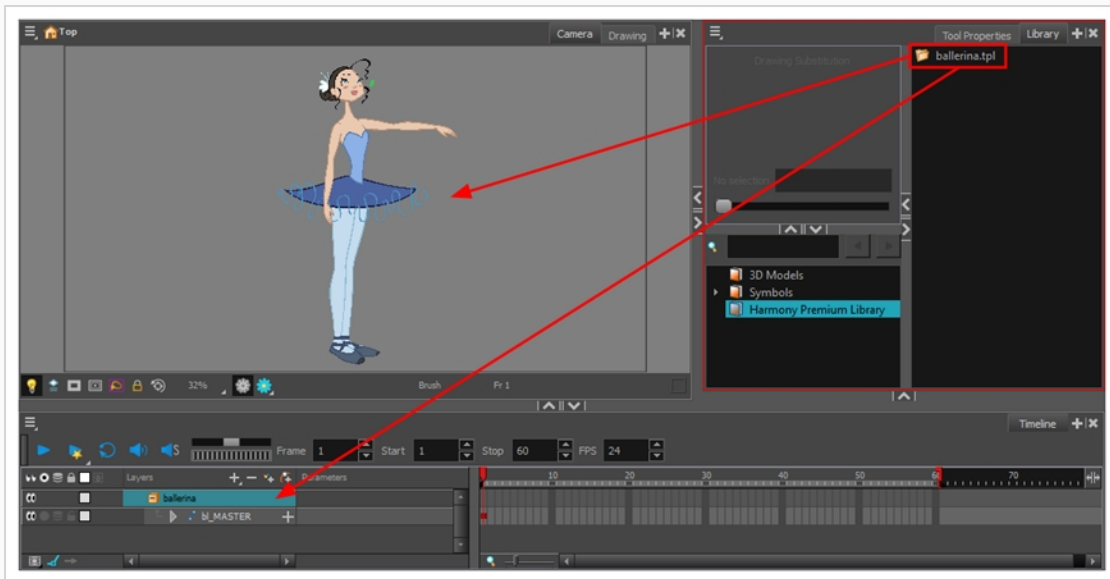 Top
Camera Drawing
Tool Properties Library
Drawing Substitution
ballerina.tpl
No selection
3D Models
Symbols
Harmony Premium Library
32% Brush Fr 1
Timeline
S Frame 1 Start 1 Stop 60 FPS 24
Layers Parameters 10 20 30 40 50 60 70
ballerina
bl_MASTER